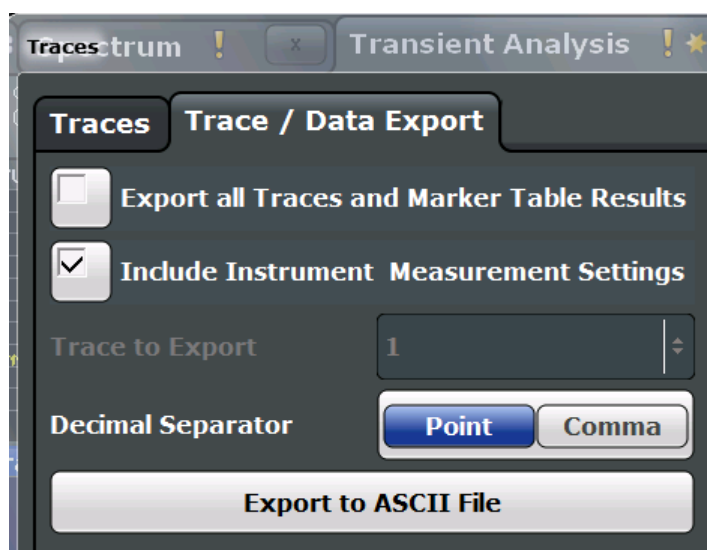 Traces
ctrum ! x Transient Analysis !
Traces Trace / Data Export
Export all Traces and Marker Table Results
Include Instrument Measurement Settings
Trace to Export 1
Decimal Separator Point Comma
Export to ASCII File